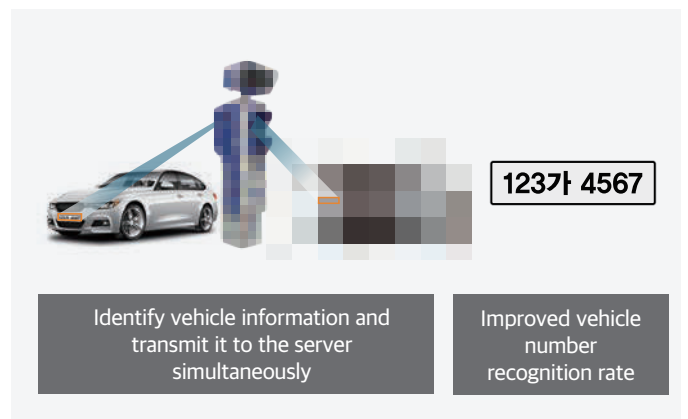 123가 4567
Identify vehicle information and
transmit it to the server
simultaneously
Improved vehicle
number
recognition rate